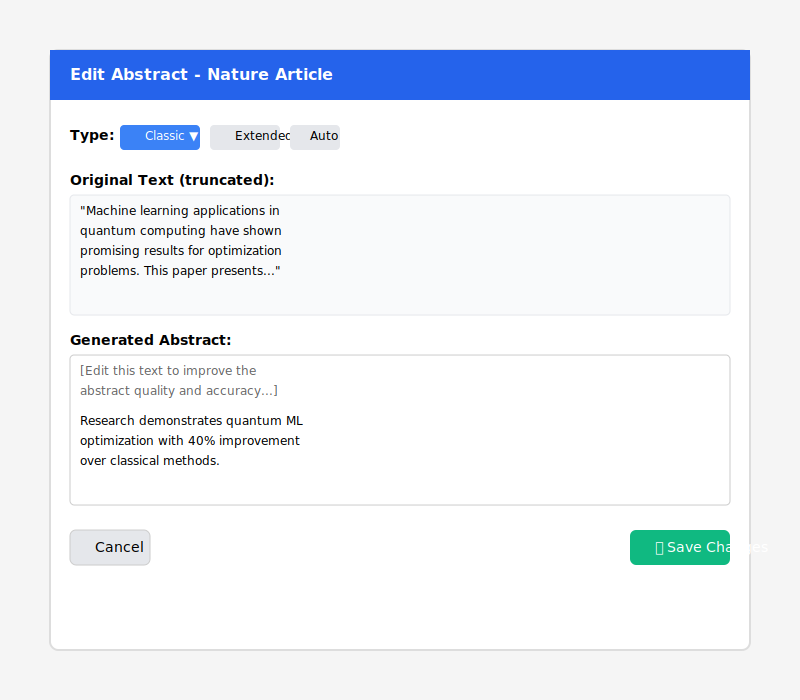 Edit Abstract - Nature Article
Type: Classic ▼ Extended Auto
Original Text (truncated):
"Machine learning applications in
quantum computing have shown
promising results for optimization
problems. This paper presents..."
Generated Abstract:
[Edit this text to improve the
abstract quality and accuracy...]
Research demonstrates quantum ML
optimization with 40% improvement
over classical methods.
Cancel
Save Changes